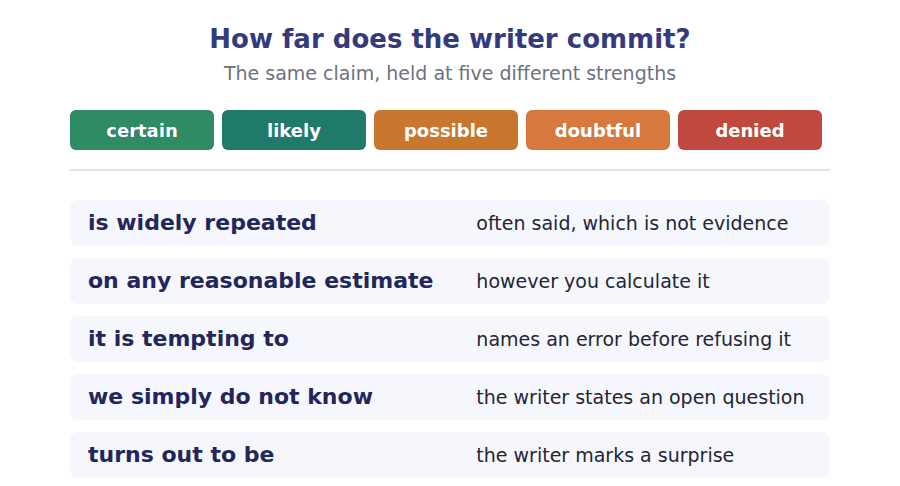 How far does the writer commit?
The same claim, held at five different strengths
certain likely possible doubtful denied
is widely repeated often said, which is not evidence
on any reasonable estimate however you calculate it
it is tempting to names an error before refusing it
we simply do not know the writer states an open question
turns out to be the writer marks a surprise